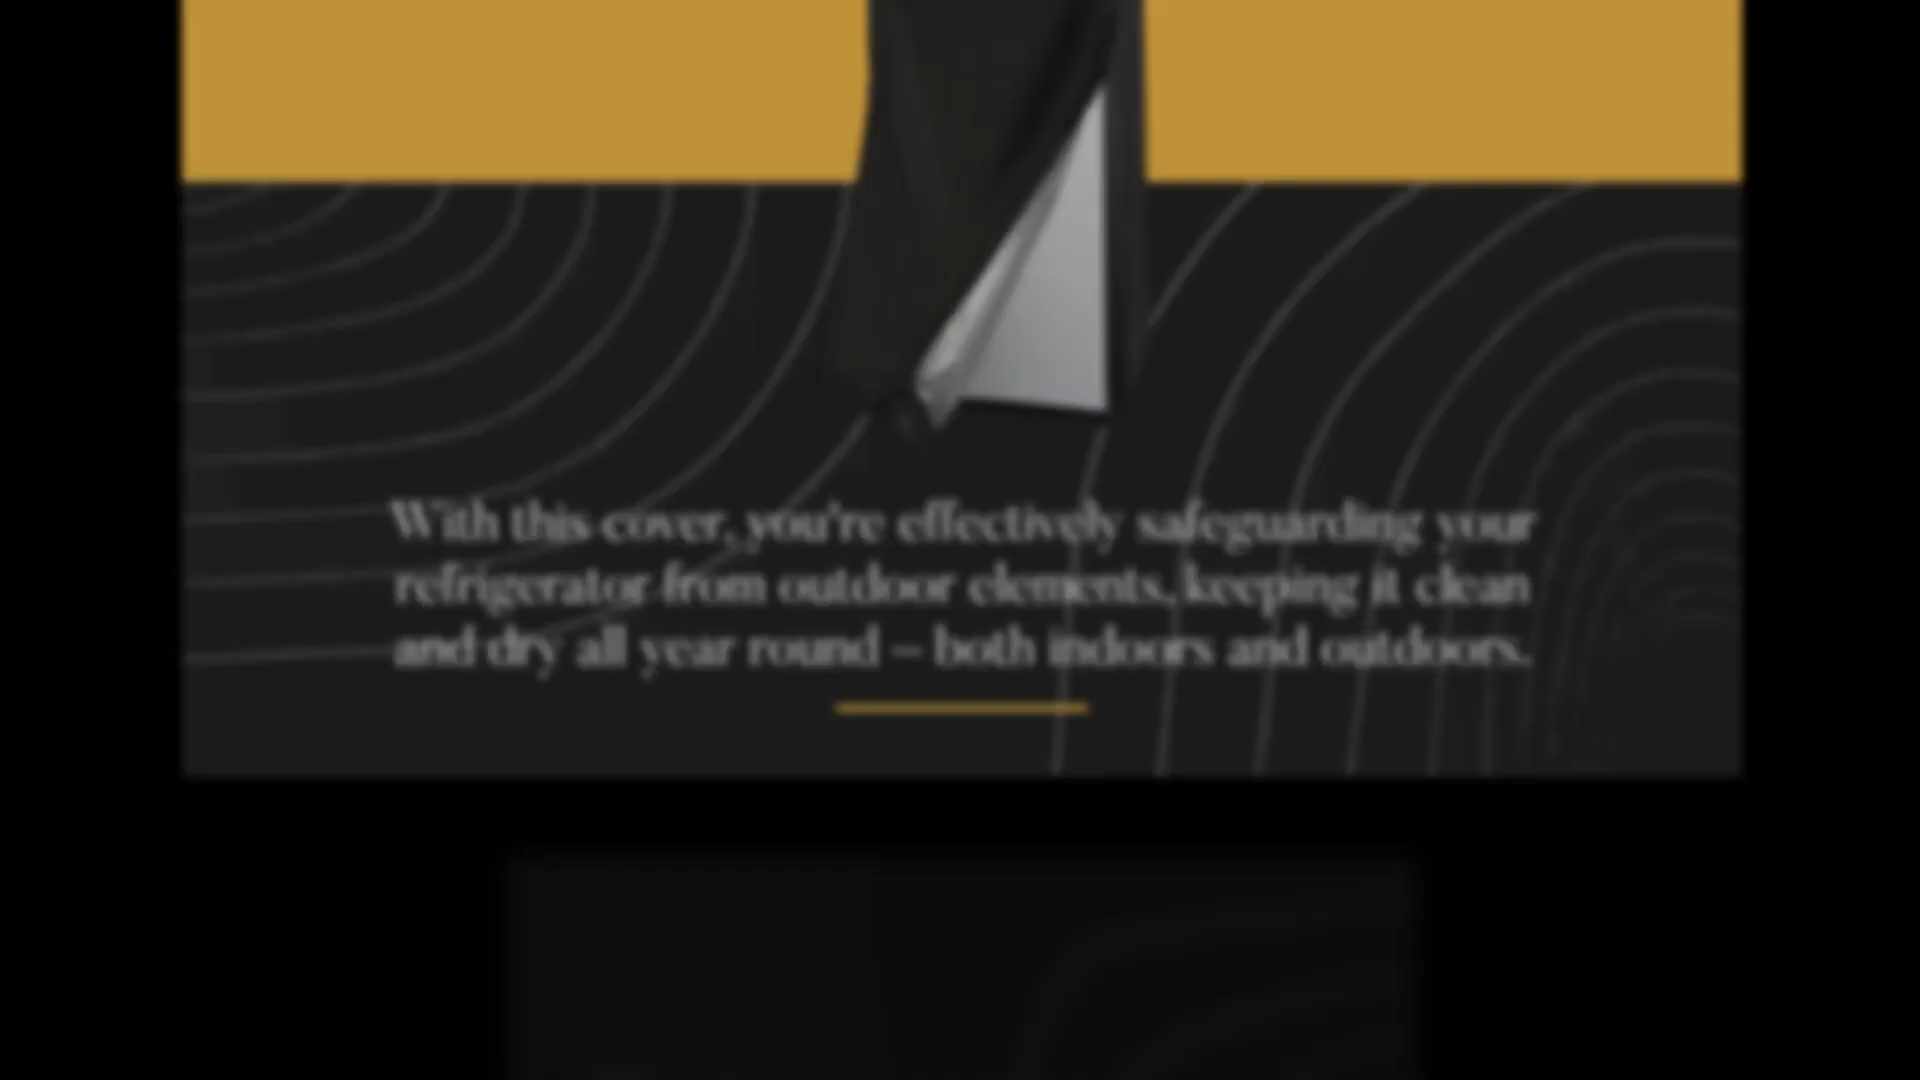 With this cover, you're effectively safeguarding your
refrigerator from outdoor elements, keeping it clean
and dry all year round – both indoors and outdoors.